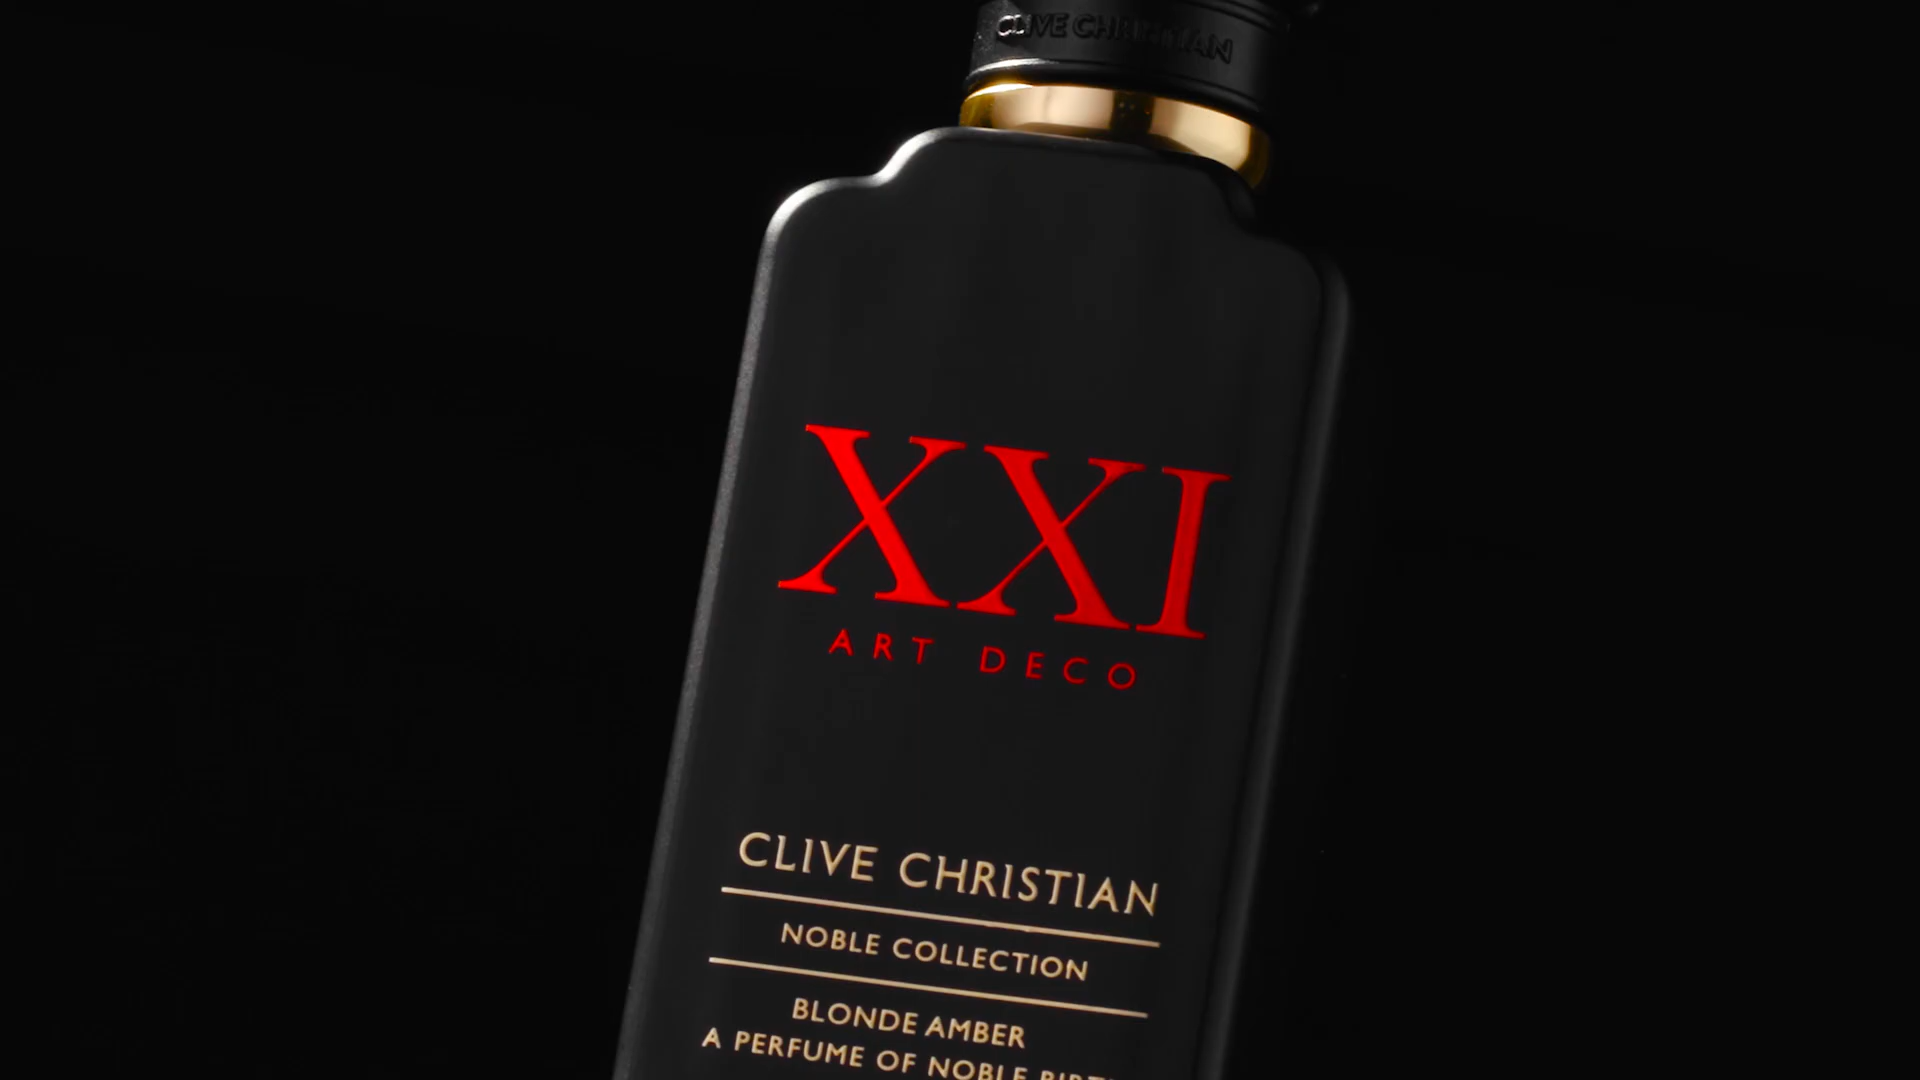 CLIVE CHRISTIAN
XXI
ART DECO
CLIVE CHRISTIAN
NOBLE COLLECTION
BLONDE AMBER
A PERFUME OF NOBLE